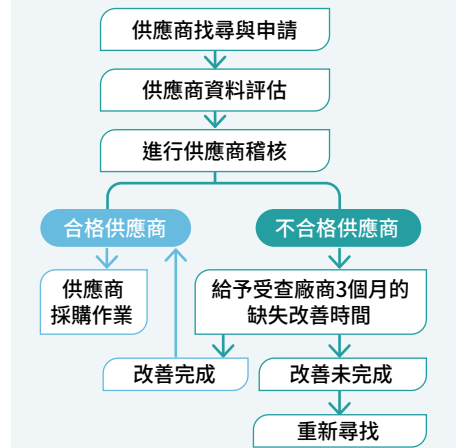 供應商找尋與申請
供應商資料評估
進行供應商稽核
合格供應商
不合格供應商
供應商
採購作業
給予受查廠商3個月的
缺失改善時間
改善完成
改善未完成
重新尋找